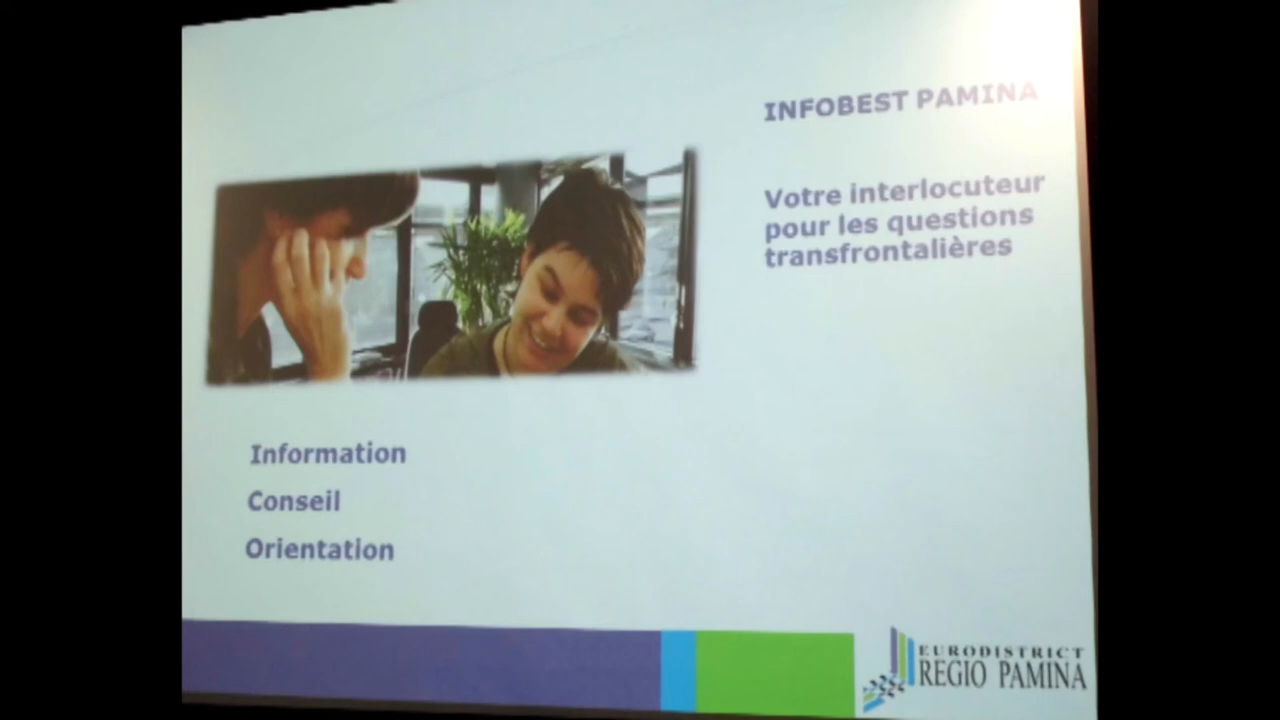 INFOBEST PAMINA
Votre interlocuteur
pour les questions
transfrontalières
Information
Conseil
Orientation
EURODISTRICT
REGIO PAMINA